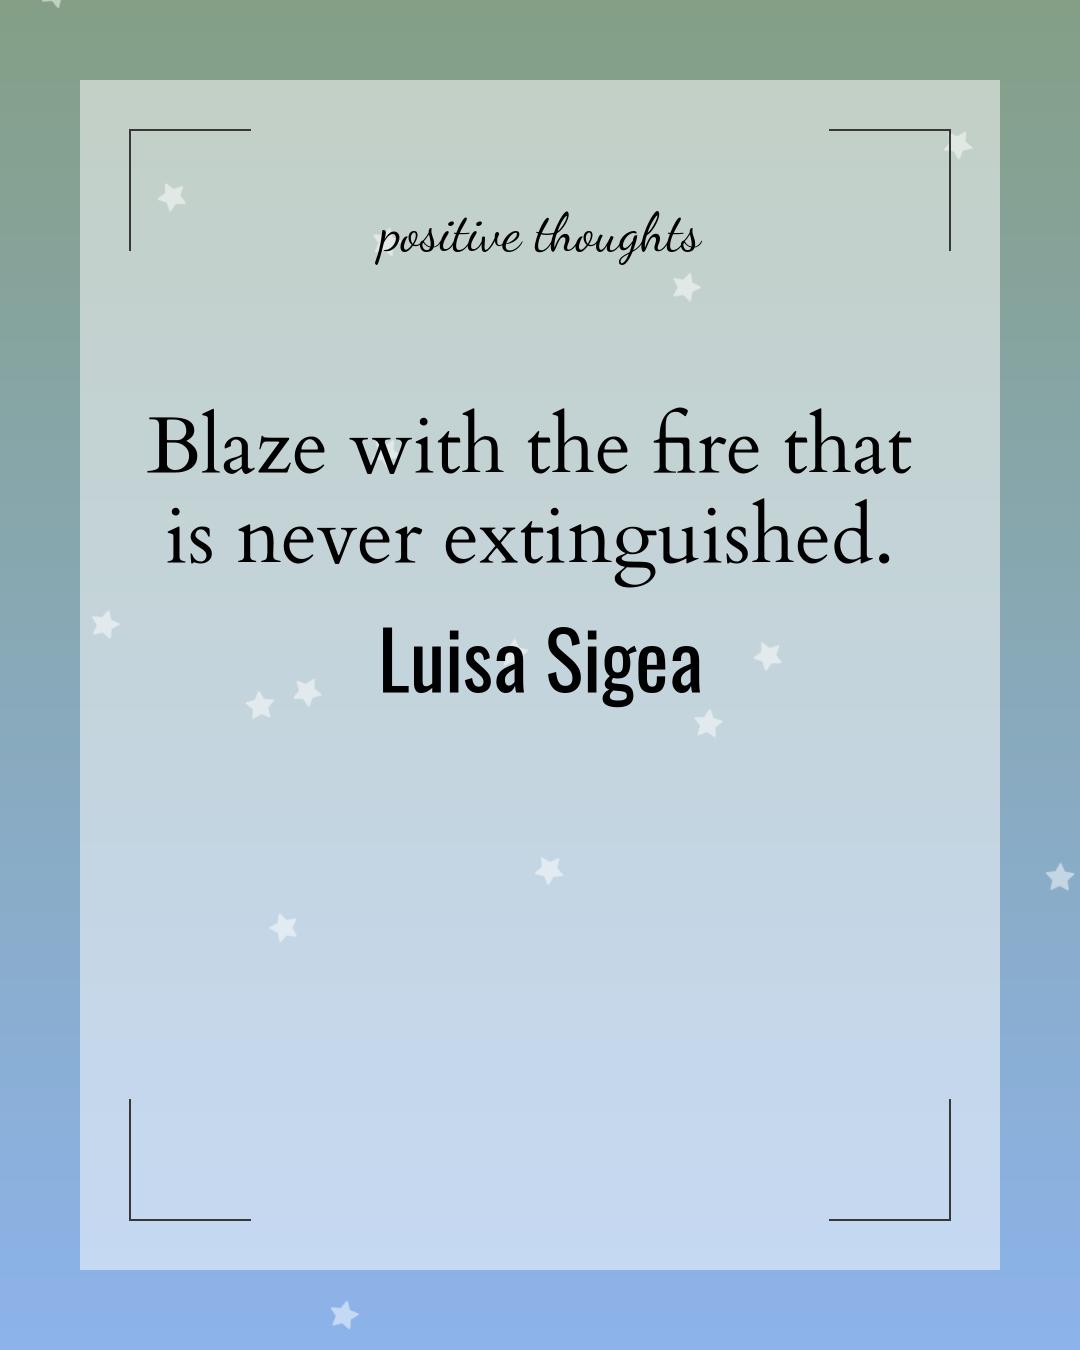 positive thoughts
Blaze with the fire that
is never extinguished.
Luisa Sigea